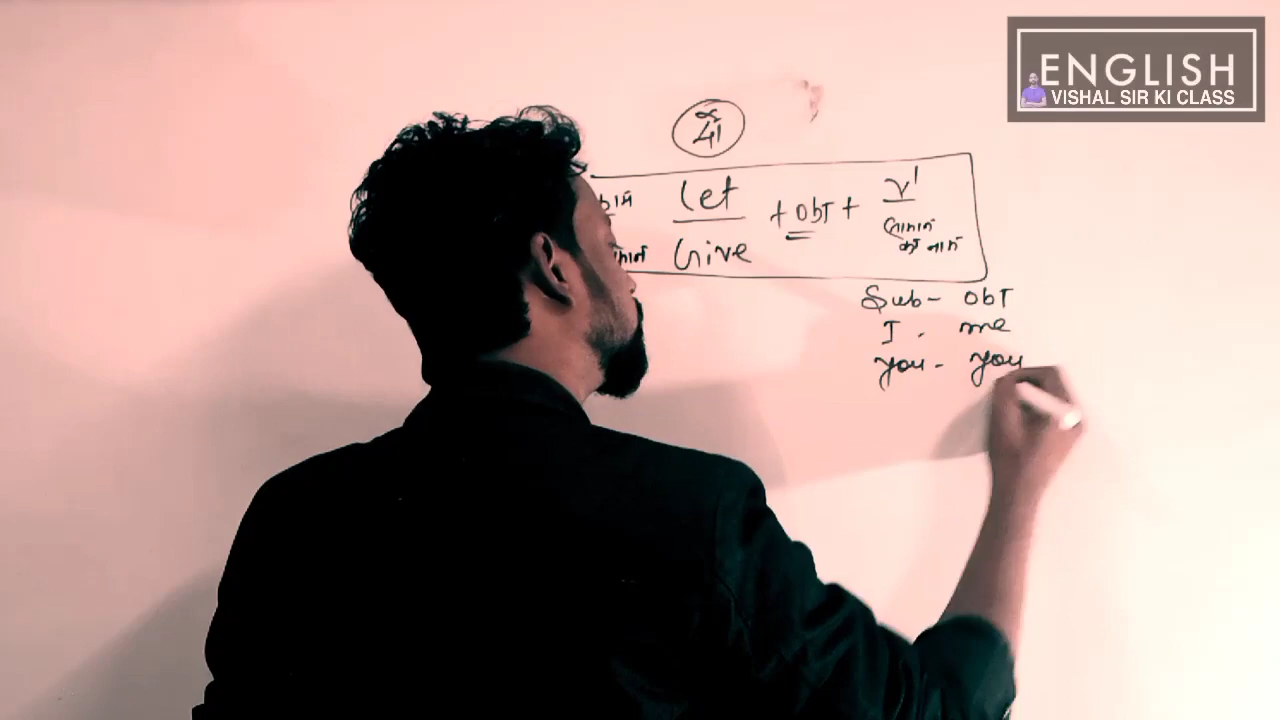 ENGLISH
VISHAL SIR KI CLASS
दो
काम Let + Obj + V¹
Give
Sub - Obj
I - me
you - you